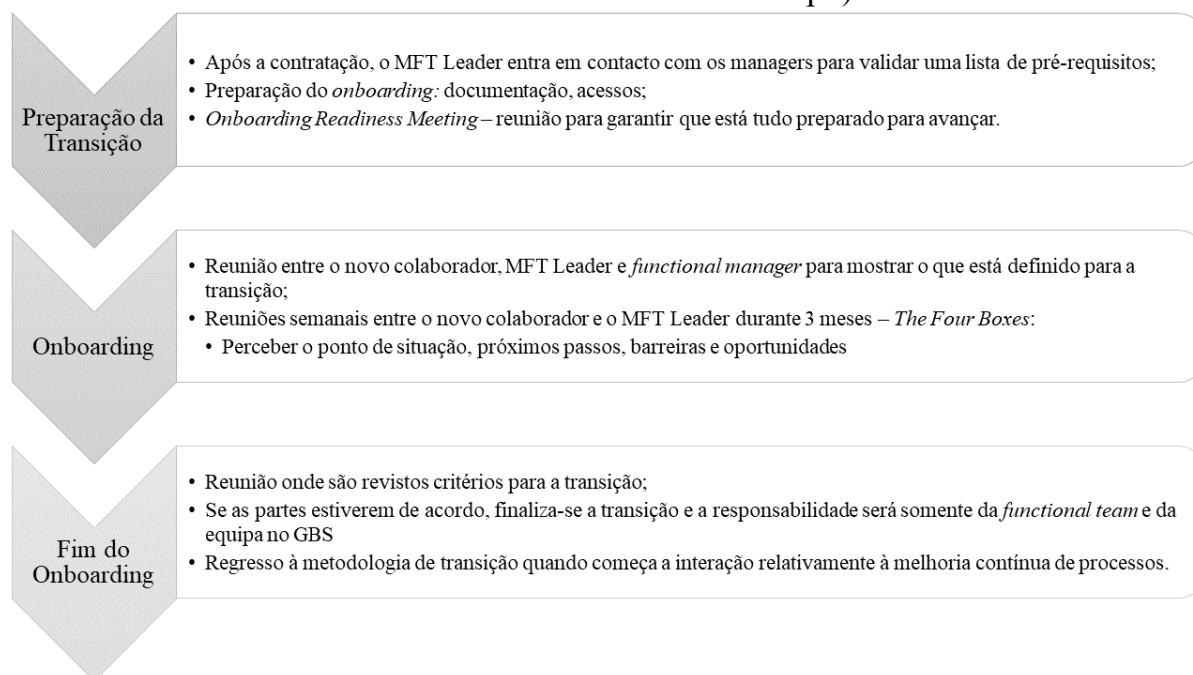 Preparação da
Transição
• Após a contratação, o MFT Leader entra em contacto com os managers para validar uma lista de pré-requisitos;
• Preparação do onboarding: documentação, acessos;
• Onboarding Readiness Meeting – reunião para garantir que está tudo preparado para avançar.
Onboarding
• Reunião entre o novo colaborador, MFT Leader e functional manager para mostrar o que está definido para a
transição;
• Reuniões semanais entre o novo colaborador e o MFT Leader durante 3 meses – The Four Boxes:
• Perceber o ponto de situação, próximos passos, barreiras e oportunidades
Fim do
Onboarding
• Reunião onde são revistos critérios para a transição;
• Se as partes estiverem de acordo, finaliza-se a transição e a responsabilidade será somente da functional team e da
equipa no GBS
• Regresso à metodologia de transição quando começa a interação relativamente à melhoria contínua de processos.